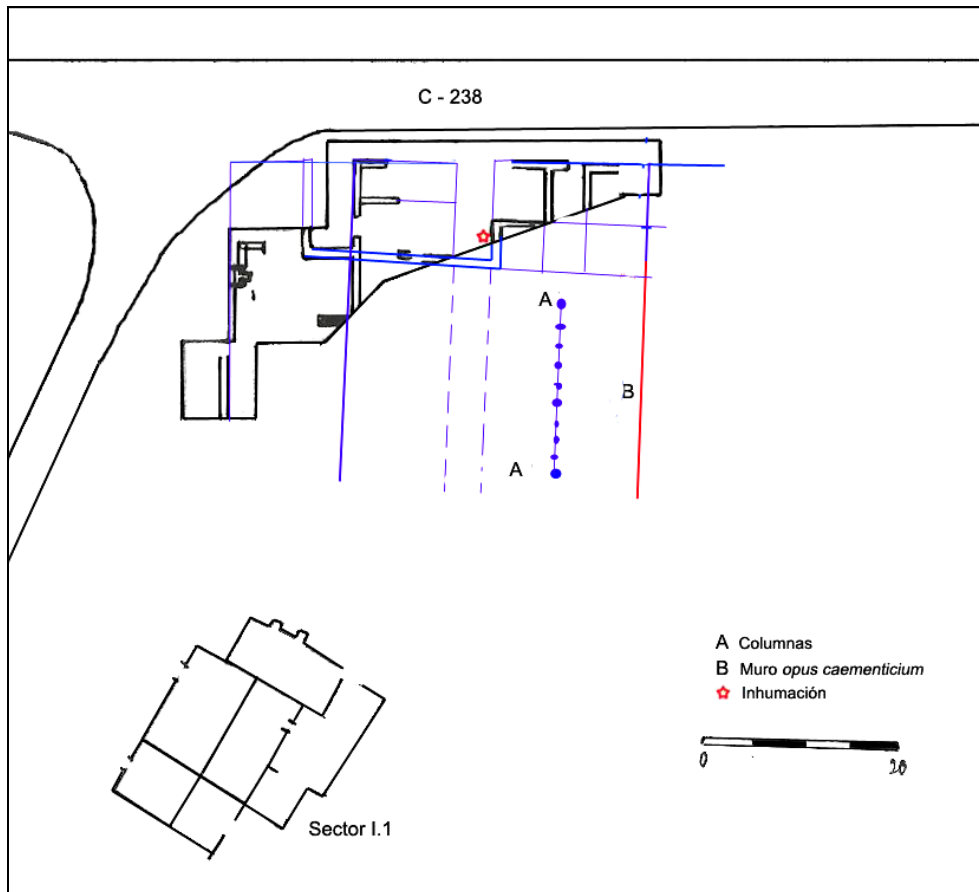 C - 238
A
B
A
A Columnas
B Muro opus caementicium
Inhumación
0 20
Sector I.1